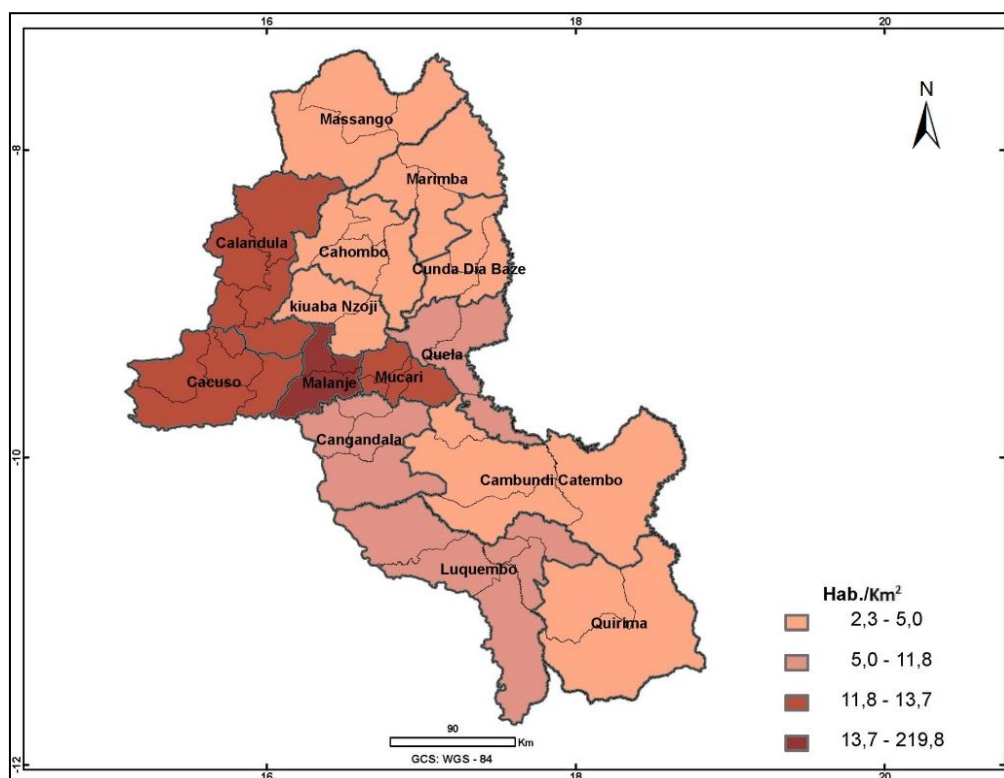 16 18 20
N
-8
Massango
Marimba
Calandula
Cahombo
Cunda Dia Baze
kiuaba Nzoji
Quela
Cacuso
Malanje
Mucari
Cangandala
-10
Cambundi Catembo
Luquembo
Quirima
Hab./Km²
2,3 - 5,0
5,0 - 11,8
11,8 - 13,7
13,7 - 219,8
90
Km
GCS: WGS - 84
-12
16 18 20